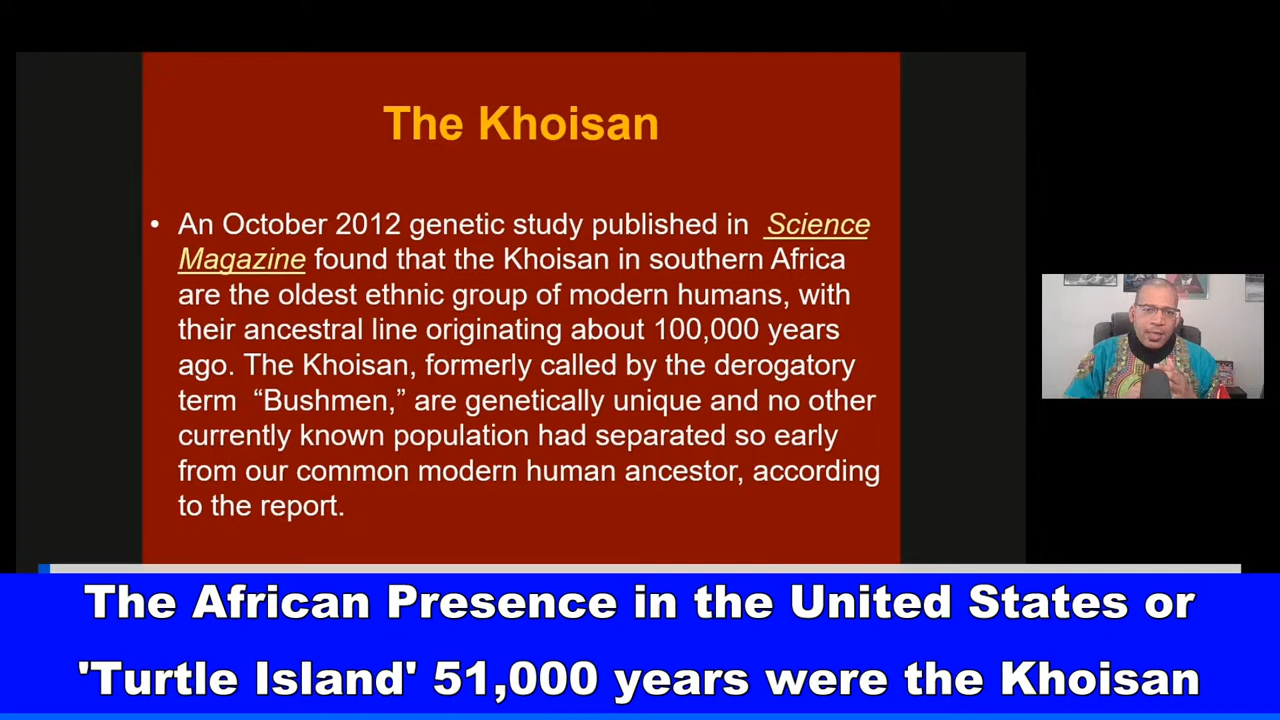 The Khoisan
• An October 2012 genetic study published in Science
Magazine found that the Khoisan in southern Africa
are the oldest ethnic group of modern humans, with
their ancestral line originating about 100,000 years
ago. The Khoisan, formerly called by the derogatory
term “Bushmen,” are genetically unique and no other
currently known population had separated so early
from our common modern human ancestor, according
to the report.
The African Presence in the United States or
'Turtle Island' 51,000 years were the Khoisan